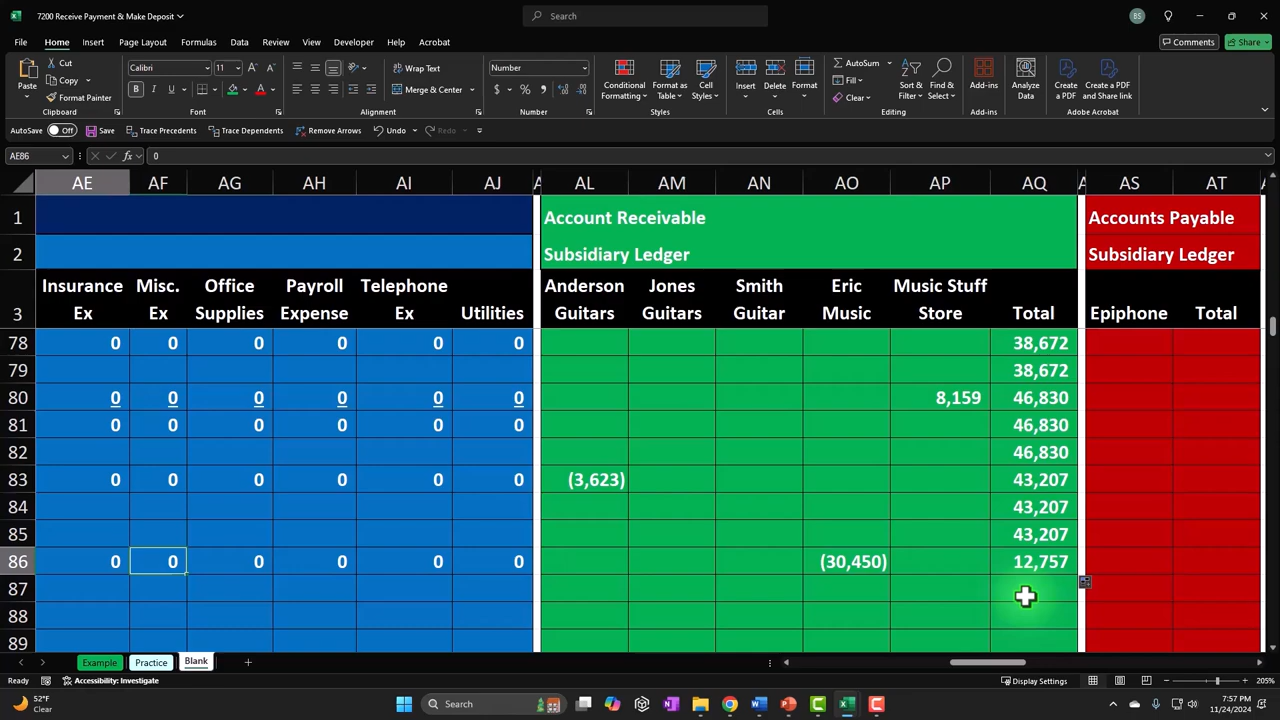 7200 Receive Payment & Make Deposit
Search
BS
File Home Insert Page Layout Formulas Data Review View Developer Help Acrobat
Comments Share
Paste
Cut
Copy
Format Painter
Clipboard
Calibri 11
B I U
Font
Wrap Text
Merge & Center
Alignment
Number
$ % 9
Number
Conditional Formatting
Format as Table
Cell Styles
Styles
Insert Delete Format
Cells
AutoSum
Fill
Clear
Sort & Filter
Find & Select
Editing
Add-ins
Add-ins
Analyze Data
Create a PDF
Create a PDF and Share link
Adobe Acrobat
AutoSave Off Save Trace Precedents Trace Dependents Remove Arrows Undo Redo
AE86 fx 0
AE AF AG AH AI AJ AL AM AN AO AP AQ AS AT
1 Account Receivable Accounts Payable
2 Subsidiary Ledger Subsidiary Ledger
Insurance Misc. Office Payroll Telephone Anderson Jones Smith Eric Music Stuff
3 Ex Ex Supplies Expense Ex Utilities Guitars Guitars Guitar Music Store Total Epiphone Total
78 0 0 0 0 0 0 38,672
79 38,672
80 0 0 0 0 0 0 8,159 46,830
81 0 0 0 0 0 0 46,830
82 46,830
83 0 0 0 0 0 0 (3,623) 43,207
84 43,207
85 43,207
86 0 0 0 0 0 0 (30,450) 12,757
87
88
89
Example Practice Blank
Ready Accessibility: Investigate Display Settings 205%
52°F
Clear
Search
7:57 PM
11/24/2024